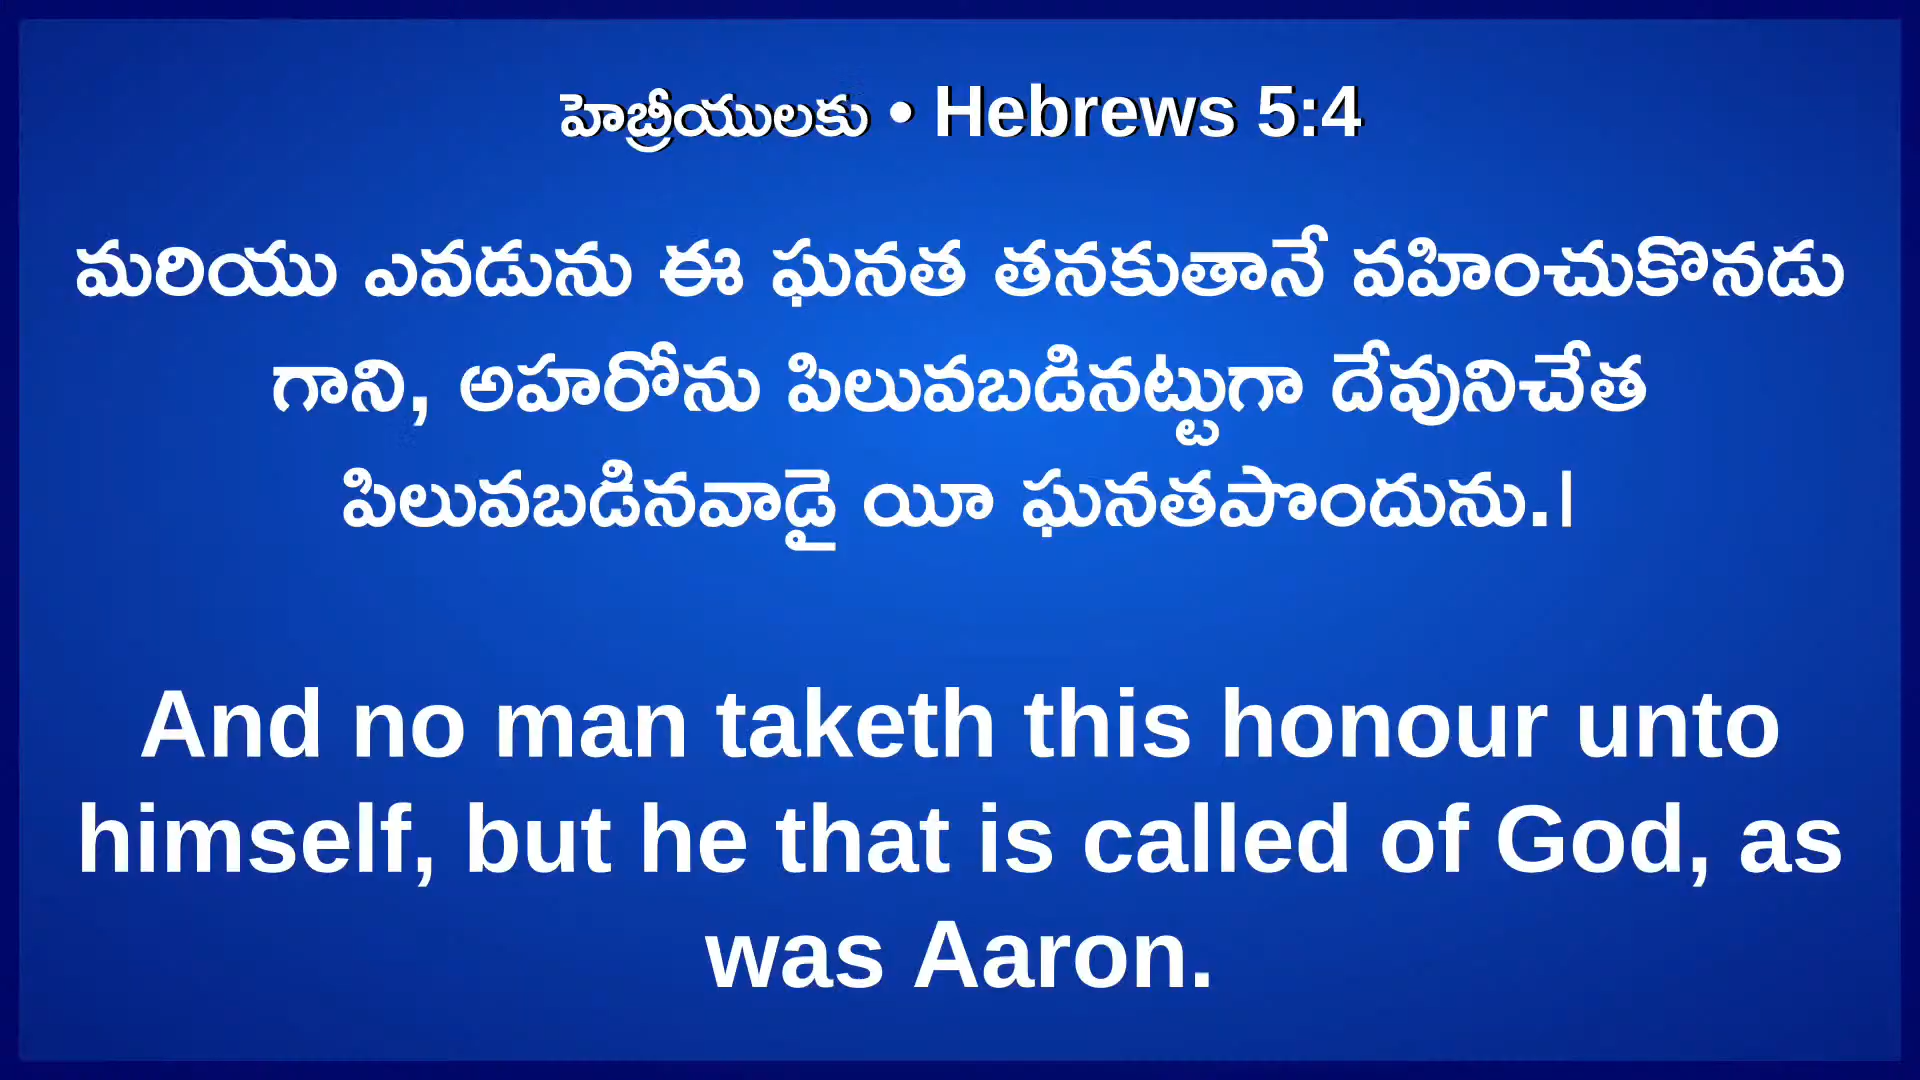 హెబ్రీయులకు • Hebrews 5:4
మరియు ఎవడును ఈ ఘనత తనకుతానే వహించుకొనడు
గాని, అహరోను పిలువబడినట్టుగా దేవునిచేత
పిలువబడినవాడై యీ ఘనతపొందును.।
And no man taketh this honour unto
himself, but he that is called of God, as
was Aaron.